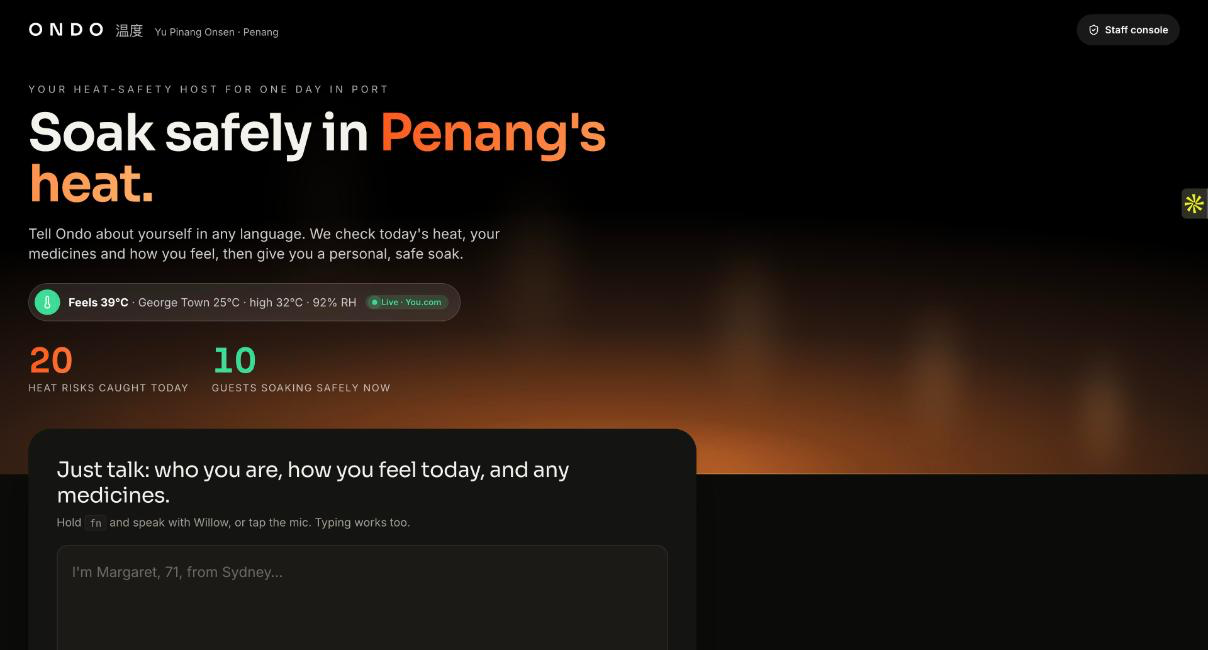 ONDO 温度 Yu Pinang Onsen · Penang
Staff console
YOUR HEAT-SAFETY HOST FOR ONE DAY IN PORT
Soak safely in Penang's
heat.
Tell Ondo about yourself in any language. We check today's heat, your
medicines and how you feel, then give you a personal, safe soak.
Feels 39°C · George Town 25°C · high 32°C · 92% RH Live · You.com
20 10
HEAT RISKS CAUGHT TODAY GUESTS SOAKING SAFELY NOW
Just talk: who you are, how you feel today, and any
medicines.
Hold fn and speak with Willow, or tap the mic. Typing works too.
I'm Margaret, 71, from Sydney...